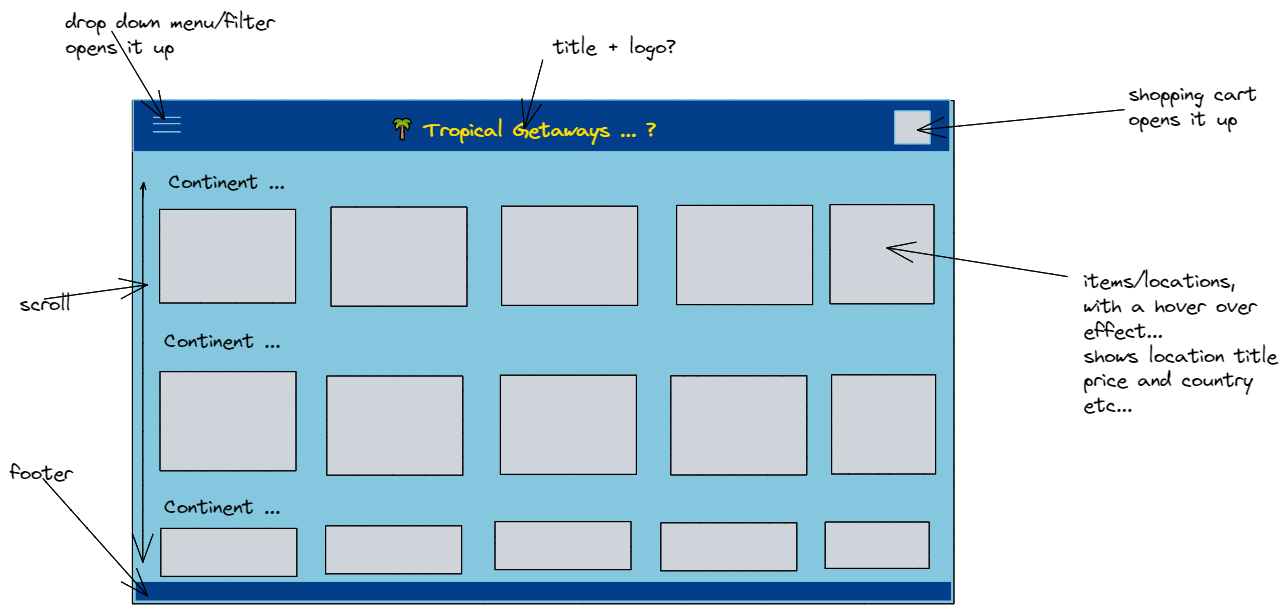 drop down menu/filter
opens it up
title + logo?
shopping cart
opens it up
🌴 Tropical Getaways ... ?
Continent ...
scroll
items/locations,
with a hover over
effect...
shows location title
price and country
etc...
Continent ...
footer
Continent ...